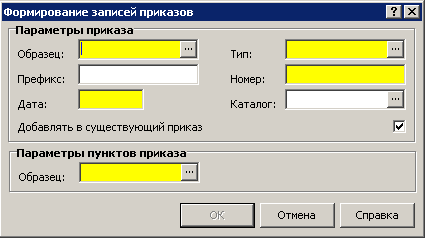 Формирование записей приказов
Параметры приказа
Образец: ... Тип: ...
Префикс: Номер:
Дата: Каталог: ...
Добавлять в существующий приказ
Параметры пунктов приказа
Образец: ...
ОК Отмена Справка